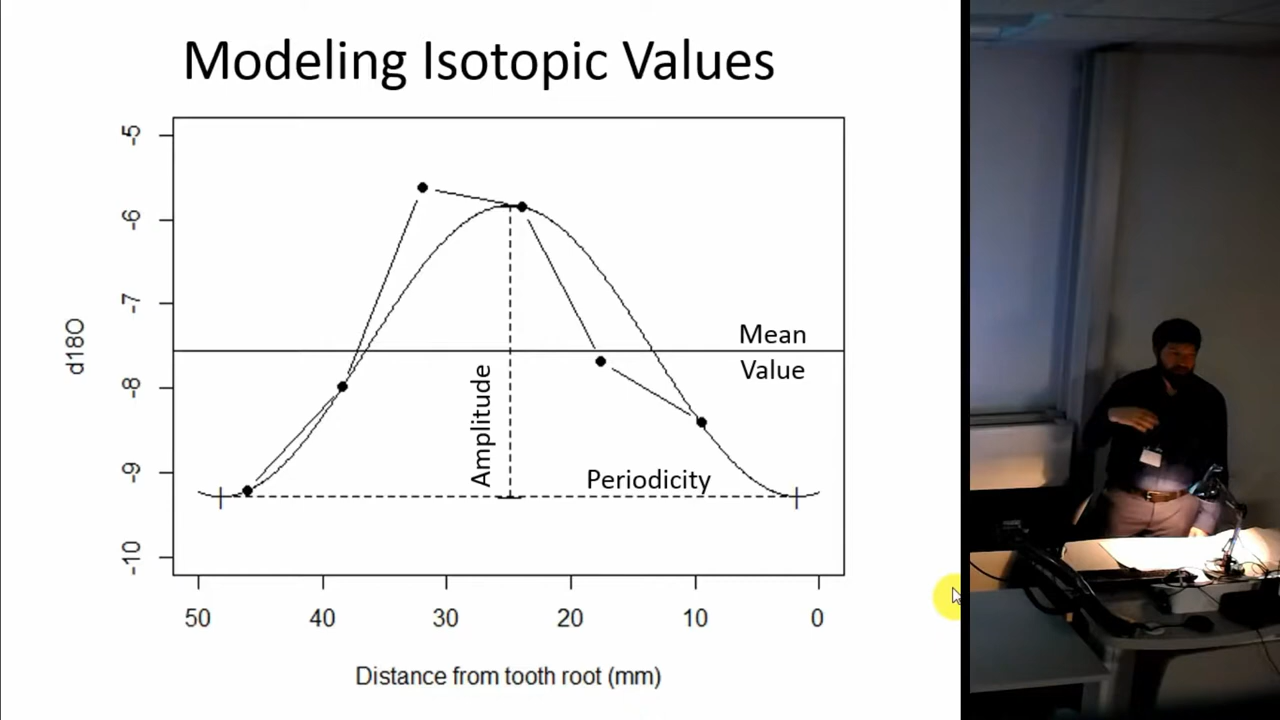 Modeling Isotopic Values
-5
-6
-7
-8
-9
-10
d18O
Mean
Value
Amplitude
Periodicity
50 40 30 20 10 0
Distance from tooth root (mm)